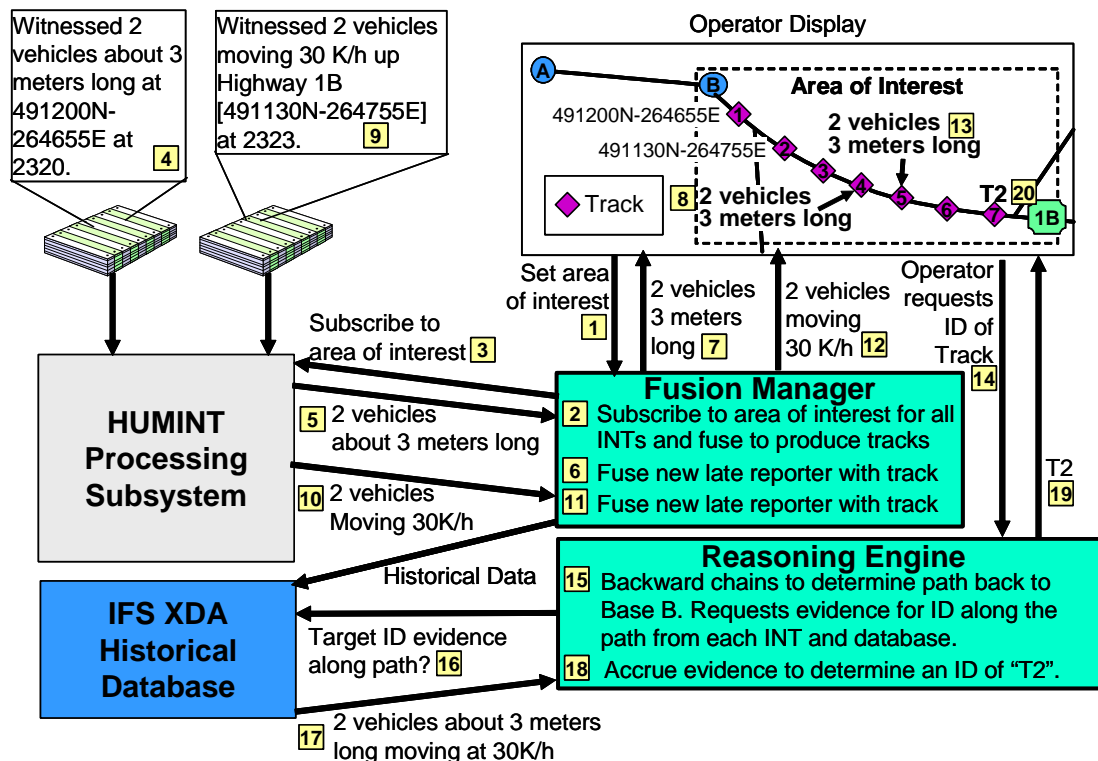 Witnessed 2
vehicles about 3
meters long at
491200N-
264655E at
2320.
4
Witnessed 2 vehicles
moving 30 K/h up
Highway 1B
[491130N-264755E]
at 2323.
9
Operator Display
A
B
Area of Interest
491200N-264655E
1
2 vehicles 13
3 meters long
491130N-264755E
2
3
4
5
6
7
T2 20
1B
Track
8
2 vehicles
3 meters long
Set area
of interest
1
2 vehicles
3 meters
long 7
2 vehicles
moving
30 K/h 12
Operator
requests
ID of
Track
14
Subscribe to
area of interest 3
HUMINT
Processing
Subsystem
5 2 vehicles
about 3 meters long
10 2 vehicles
Moving 30K/h
Fusion Manager
2 Subscribe to area of interest for all
INTs and fuse to produce tracks
6 Fuse new late reporter with track
11 Fuse new late reporter with track
T2
19
Historical Data
IFS XDA
Historical
Database
Target ID evidence
along path? 16
Reasoning Engine
15 Backward chains to determine path back to
Base B. Requests evidence for ID along the
path from each INT and database.
18 Accrue evidence to determine an ID of “T2”.
17 2 vehicles about 3 meters
long moving at 30K/h